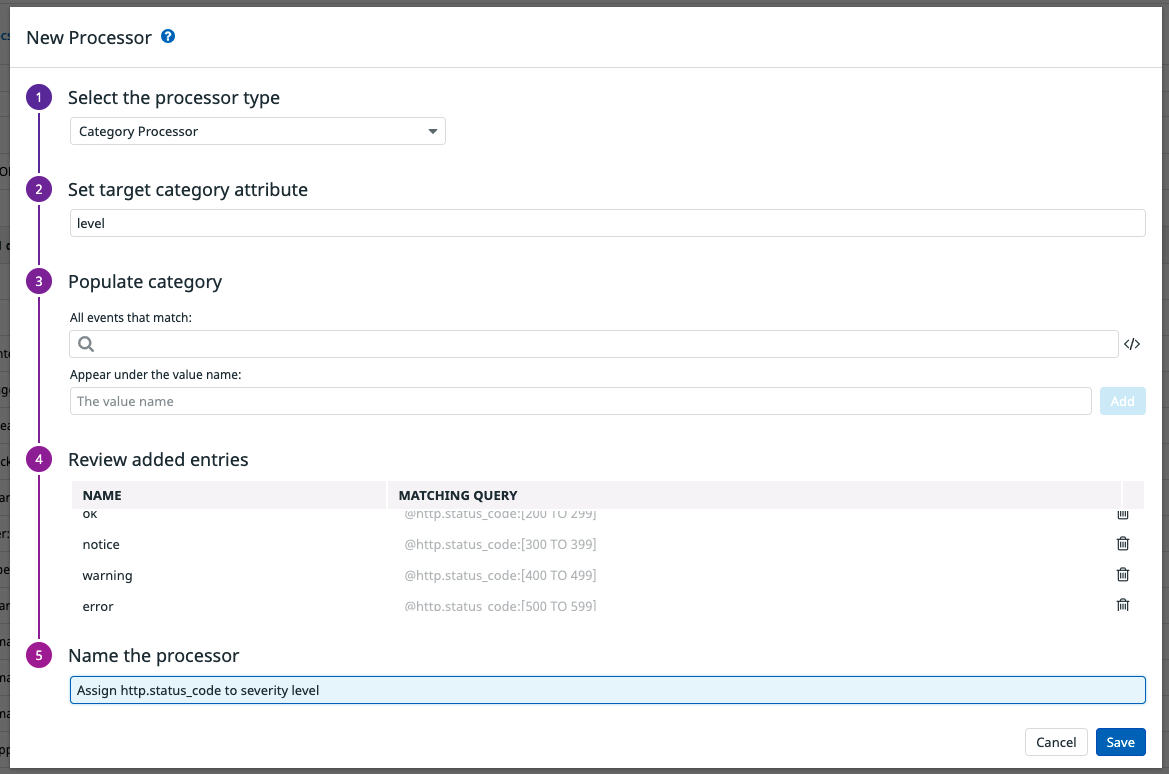 New Processor ?
1 Select the processor type
Category Processor
2 Set target category attribute
level
3 Populate category
All events that match:
</>
Appear under the value name:
The value name Add
4 Review added entries
NAME MATCHING QUERY
ok @http.status_code:[200 TO 299]
notice @http.status_code:[300 TO 399]
warning @http.status_code:[400 TO 499]
error @http.status_code:[500 TO 599]
5 Name the processor
Assign http.status_code to severity level
Cancel Save